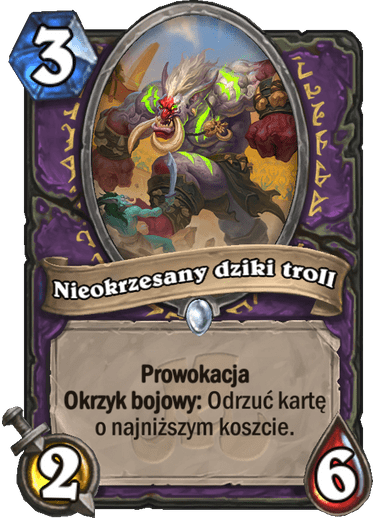 3
Nieokrzesany dziki troll
Prowokacja
Okrzyk bojowy: Odrzuć kartę
o najniższym koszcie.
2
6